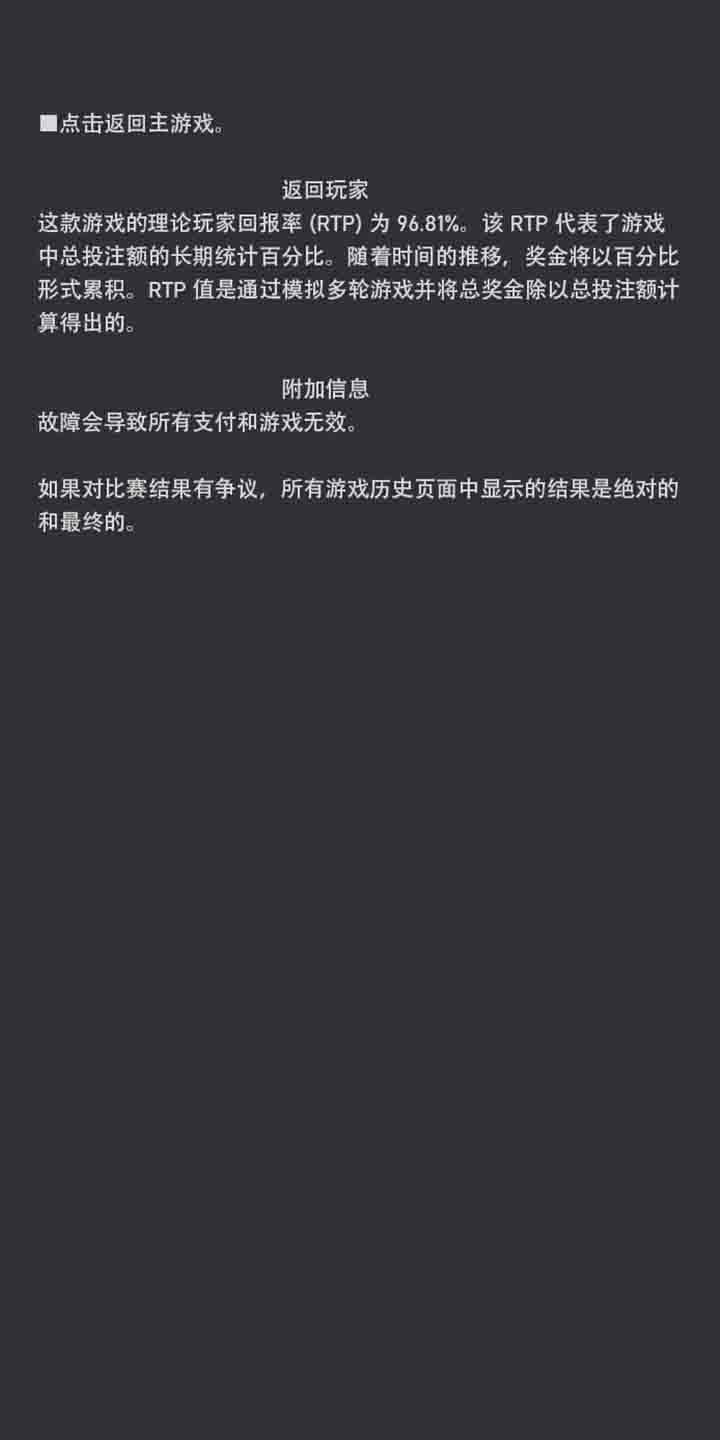 ■点击返回主游戏。
返回玩家
这款游戏的理论玩家回报率 (RTP) 为 96.81%。该 RTP 代表了游戏
中总投注额的长期统计百分比。随着时间的推移，奖金将以百分比
形式累积。RTP 值是通过模拟多轮游戏并将总奖金除以总投注额计
算得出的。
附加信息
故障会导致所有支付和游戏无效。
如果对比赛结果有争议，所有游戏历史页面中显示的结果是绝对的
和最终的。